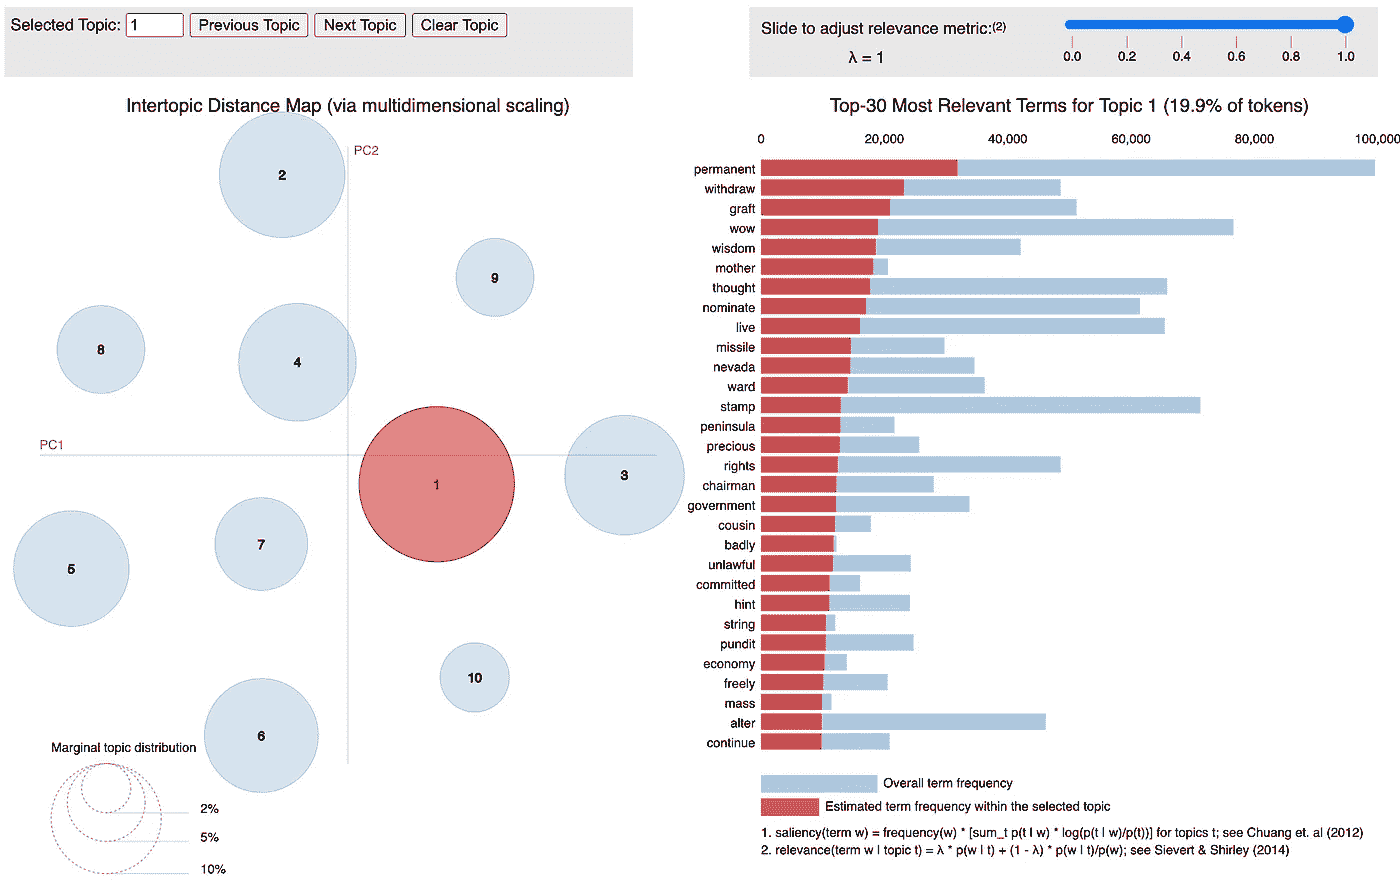 Selected Topic: 1 Previous Topic Next Topic Clear Topic
Slide to adjust relevance metric:(2)
λ = 1
0.0 0.2 0.4 0.6 0.8 1.0
Intertopic Distance Map (via multidimensional scaling)
PC2
PC1
2
9
8
4
1
3
7
5
10
6
Marginal topic distribution
2%
5%
10%
Top-30 Most Relevant Terms for Topic 1 (19.9% of tokens)
0 20,000 40,000 60,000 80,000 100,000
permanent
withdraw
graft
wow
wisdom
mother
thought
nominate
live
missile
nevada
ward
stamp
peninsula
precious
rights
chairman
government
cousin
badly
unlawful
committed
hint
string
pundit
economy
freely
mass
alter
continue
Overall term frequency
Estimated term frequency within the selected topic
1. saliency(term w) = frequency(w) * [sum_t p(t | w) * log(p(t | w)/p(t))] for topics t; see Chuang et. al (2012)
2. relevance(term w | topic t) = λ * p(w | t) + (1 - λ) * p(w | t)/p(w); see Sievert & Shirley (2014)